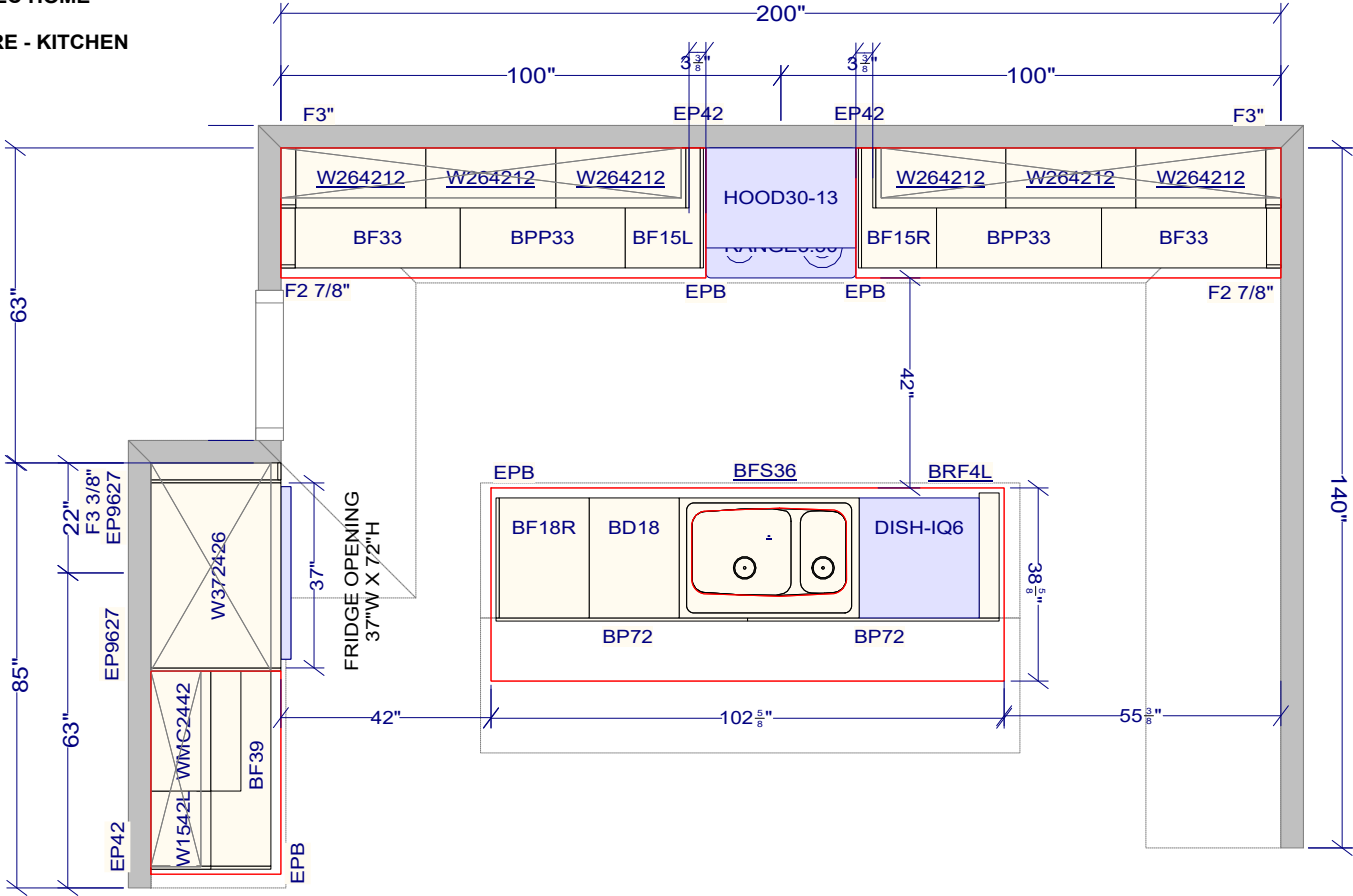 RE - KITCHEN
200"
100"
3 3/8"
3 3/8"
100"
F3"
EP42
EP42
F3"
W264212
W264212
W264212
HOOD30-13
W264212
W264212
W264212
BF33
BPP33
BF15L
BF15R
BPP33
BF33
F2 7/8"
EPB
EPB
F2 7/8"
63"
42"
140"
22"
F3 3/8"
EP9627
W372426
37"
FRIDGE OPENING
37"W X 72"H
EPB
BFS36
BRF4L
BF18R
BD18
DISH-IQ6
38 5/8"
BP72
BP72
85"
EP9627
63"
WMC2442
BF39
42"
102 5/8"
55 3/8"
W1542L
EP42
EPB